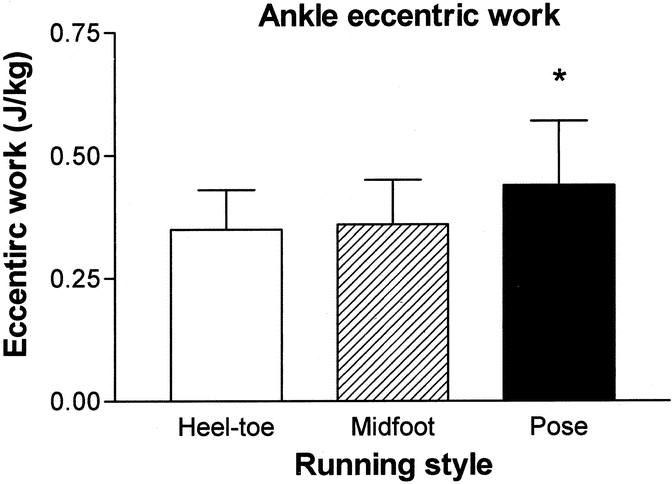 Ankle eccentric work
Eccentirc work (J/kg)
0.75
0.50
0.25
0.00
*
Heel-toe
Midfoot
Pose
Running style